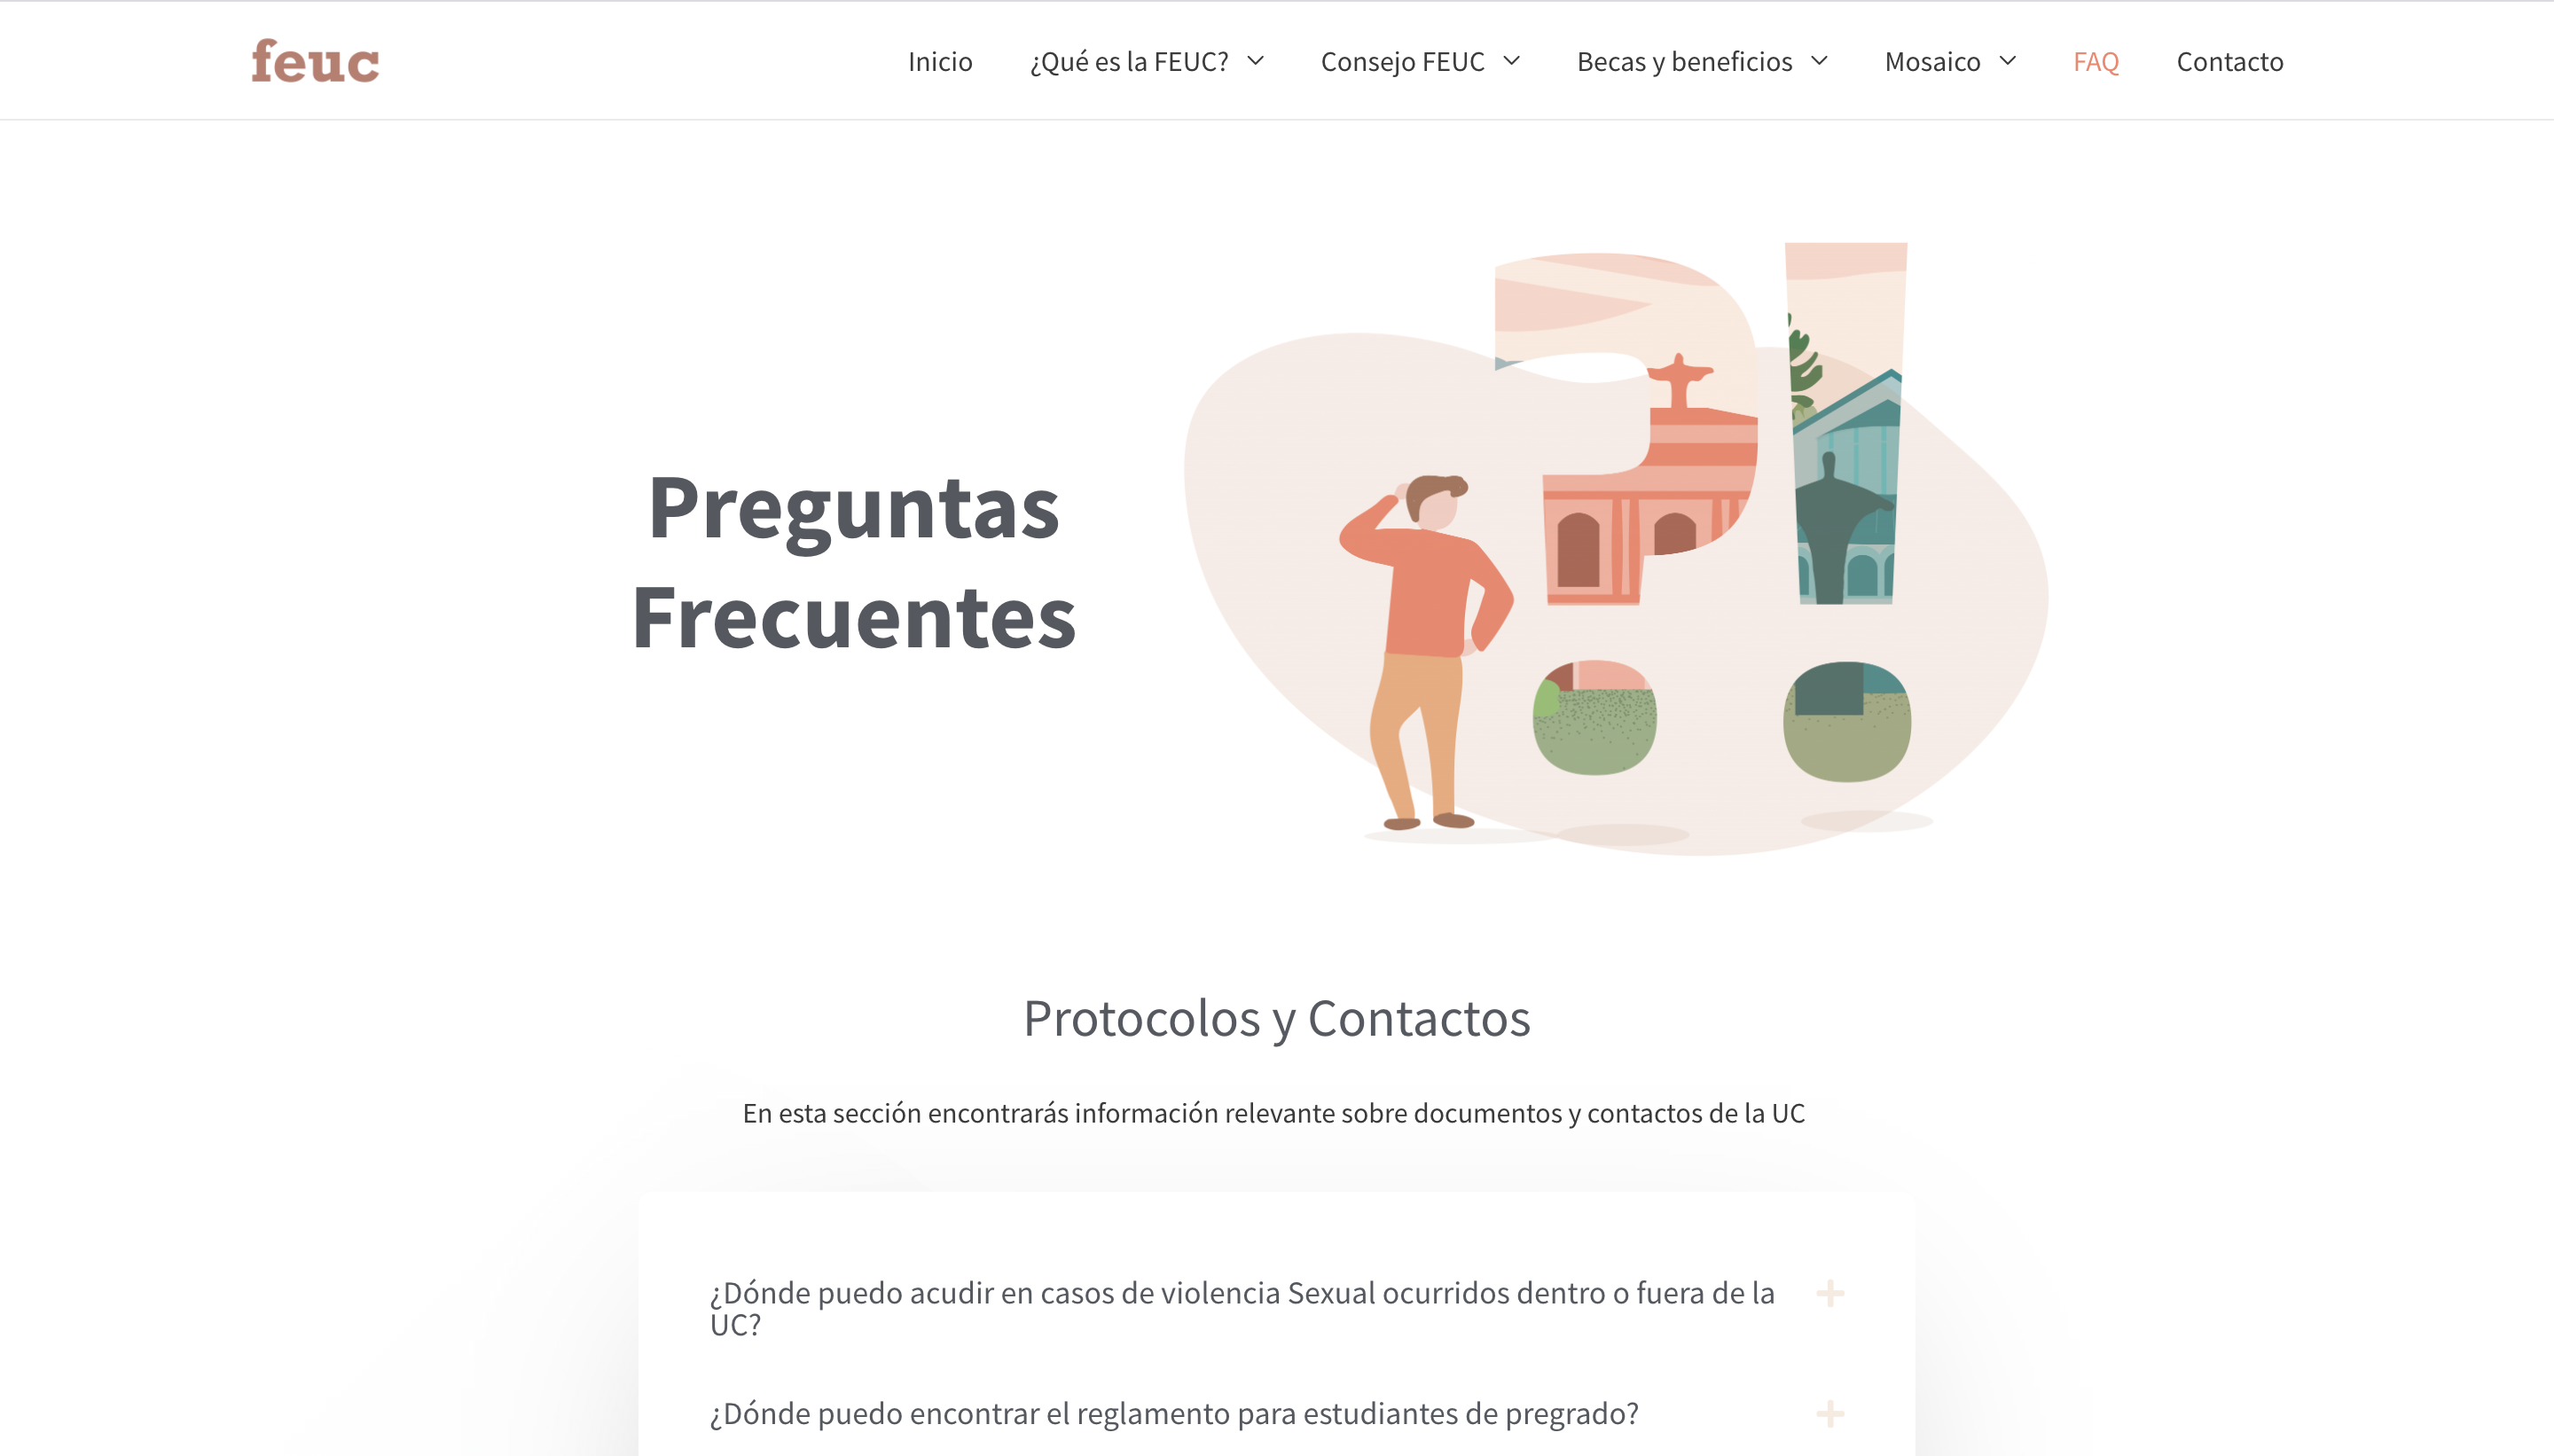 feuc
Inicio
¿Qué es la FEUC?
Consejo FEUC
Becas y beneficios
Mosaico
FAQ
Contacto
Preguntas
Frecuentes
Protocolos y Contactos
En esta sección encontrarás información relevante sobre documentos y contactos de la UC
¿Dónde puedo acudir en casos de violencia Sexual ocurridos dentro o fuera de la
UC?
¿Dónde puedo encontrar el reglamento para estudiantes de pregrado?